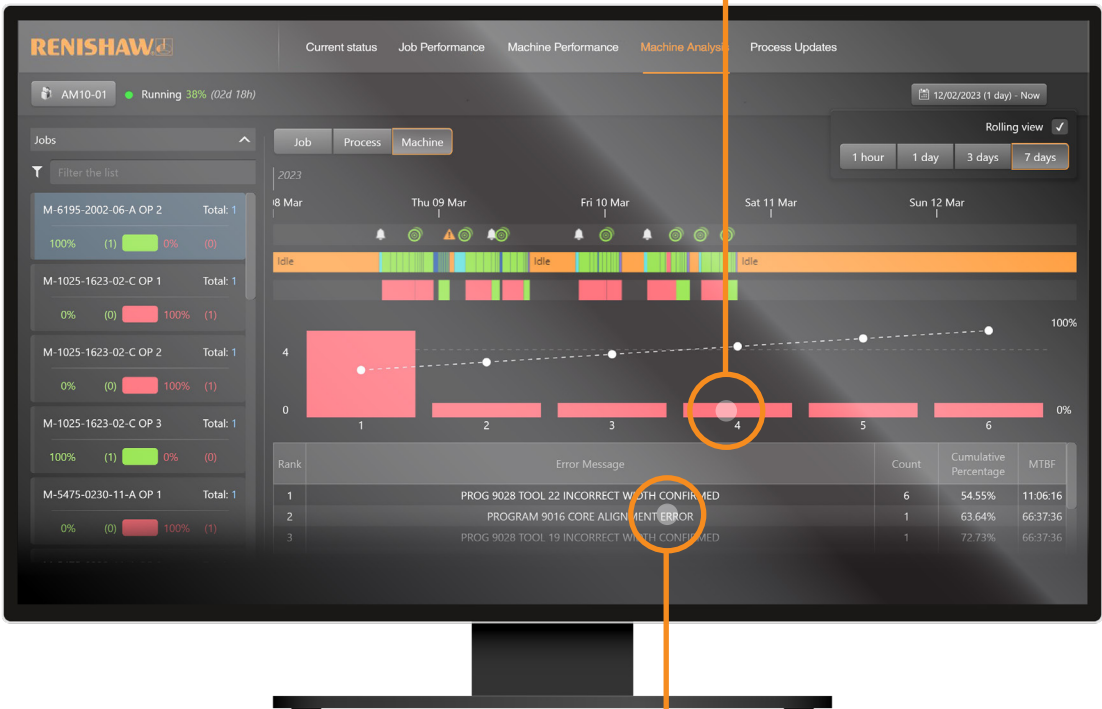 RENISHAW
Current status Job Performance Machine Performance Machine Analysis Process Updates
AM10-01 Running 38% (02d 18h)
12/02/2023 (1 day) - Now
Rolling view
1 hour 1 day 3 days 7 days
Jobs
Filter the list
M-6195-2002-06-A OP 2 Total: 1
100% (1) 0% (0)
M-1025-1623-02-C OP 1 Total: 1
0% (0) 100% (1)
M-1025-1623-02-C OP 2 Total: 1
0% (0) 100% (1)
M-1025-1623-02-C OP 3 Total: 1
100% (1) 0% (0)
M-5475-0230-11-A OP 1 Total: 1
0% (0) 100% (1)
Job Process Machine
2023
08 Mar Thu 09 Mar Fri 10 Mar Sat 11 Mar Sun 12 Mar
Idle Idle Idle
100%
4
0 0%
1 2 3 4 5 6
Rank Error Message Count Cumulative Percentage MTBF
1 PROG 9028 TOOL 22 INCORRECT WIDTH CONFIRMED 6 54.55% 11:06:16
2 PROGRAM 9016 CORE ALIGNMENT ERROR 1 63.64% 66:37:36
3 PROG 9028 TOOL 19 INCORRECT WIDTH CONFIRMED 1 72.73% 66:37:36